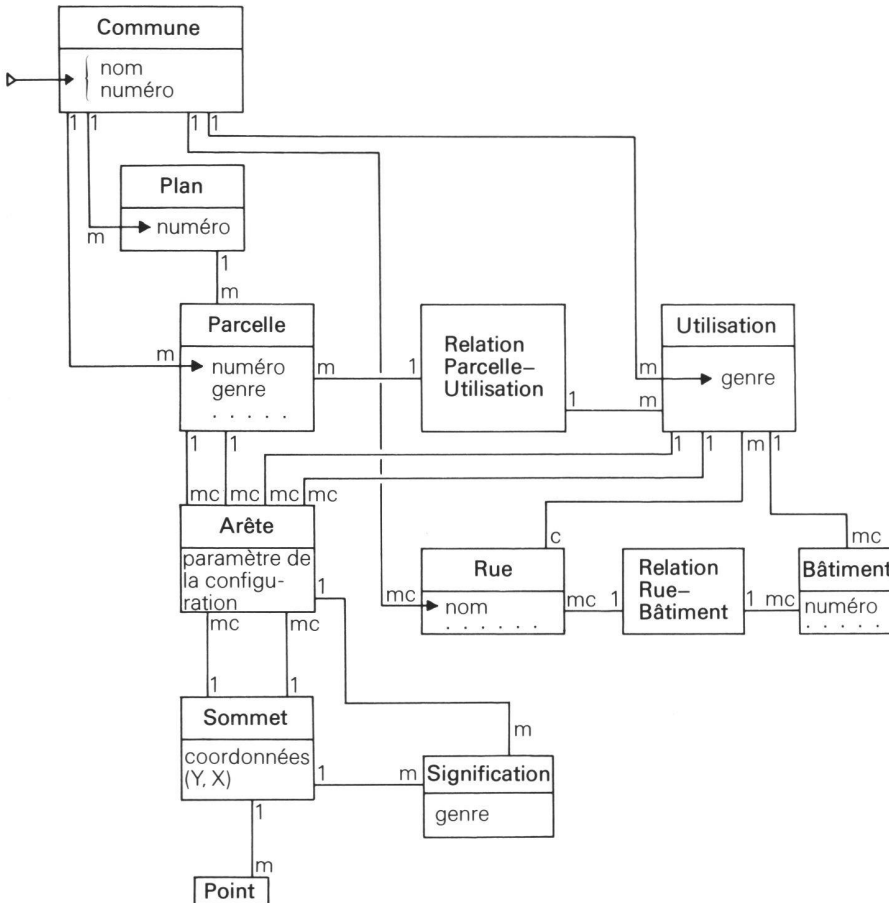 Commune
nom
numéro
1 1 1 1
Plan
m numéro
1
m
Parcelle
m numéro
genre
. . . . .
m 1
Relation
Parcelle–
Utilisation
1 m
Utilisation
m genre
1 1
1 1 m 1
mc mc mc mc
Arête
paramètre de
la configu-
ration
1
mc mc
c
mc
Rue
mc nom
. . . . . .
mc 1
Relation
Rue–
Bâtiment
1 mc
Bâtiment
numéro
. . . . .
1 1
Sommet
coordonnées
(Y, X)
1 m
m
Signification
genre
1
m
Point